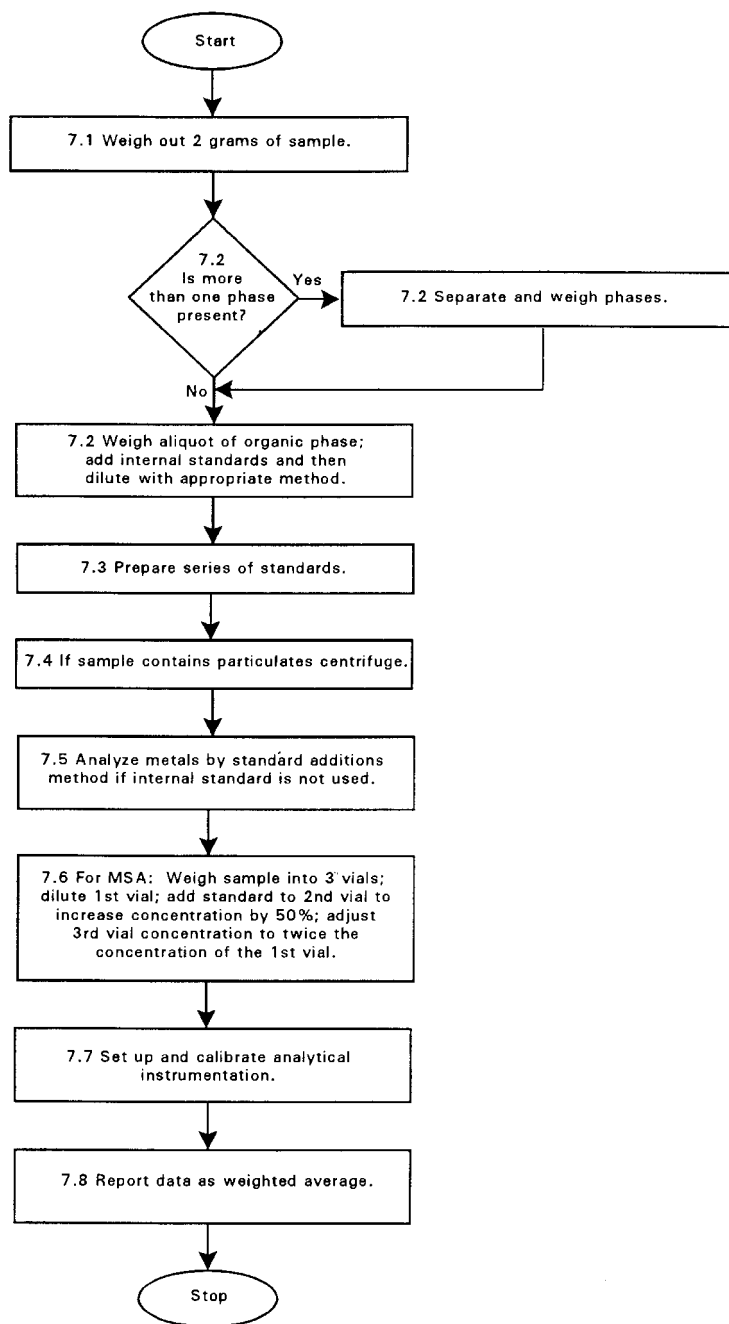 Start
7.1 Weigh out 2 grams of sample.
7.2
Is more
than one phase
present?
Yes
7.2 Separate and weigh phases.
No
7.2 Weigh aliquot of organic phase;
add internal standards and then
dilute with appropriate method.
7.3 Prepare series of standards.
7.4 If sample contains particulates centrifuge.
7.5 Analyze metals by standard additions
method if internal standard is not used.
7.6 For MSA: Weigh sample into 3 vials;
dilute 1st vial; add standard to 2nd vial to
increase concentration by 50%; adjust
3rd vial concentration to twice the
concentration of the 1st vial.
7.7 Set up and calibrate analytical
instrumentation.
7.8 Report data as weighted average.
Stop